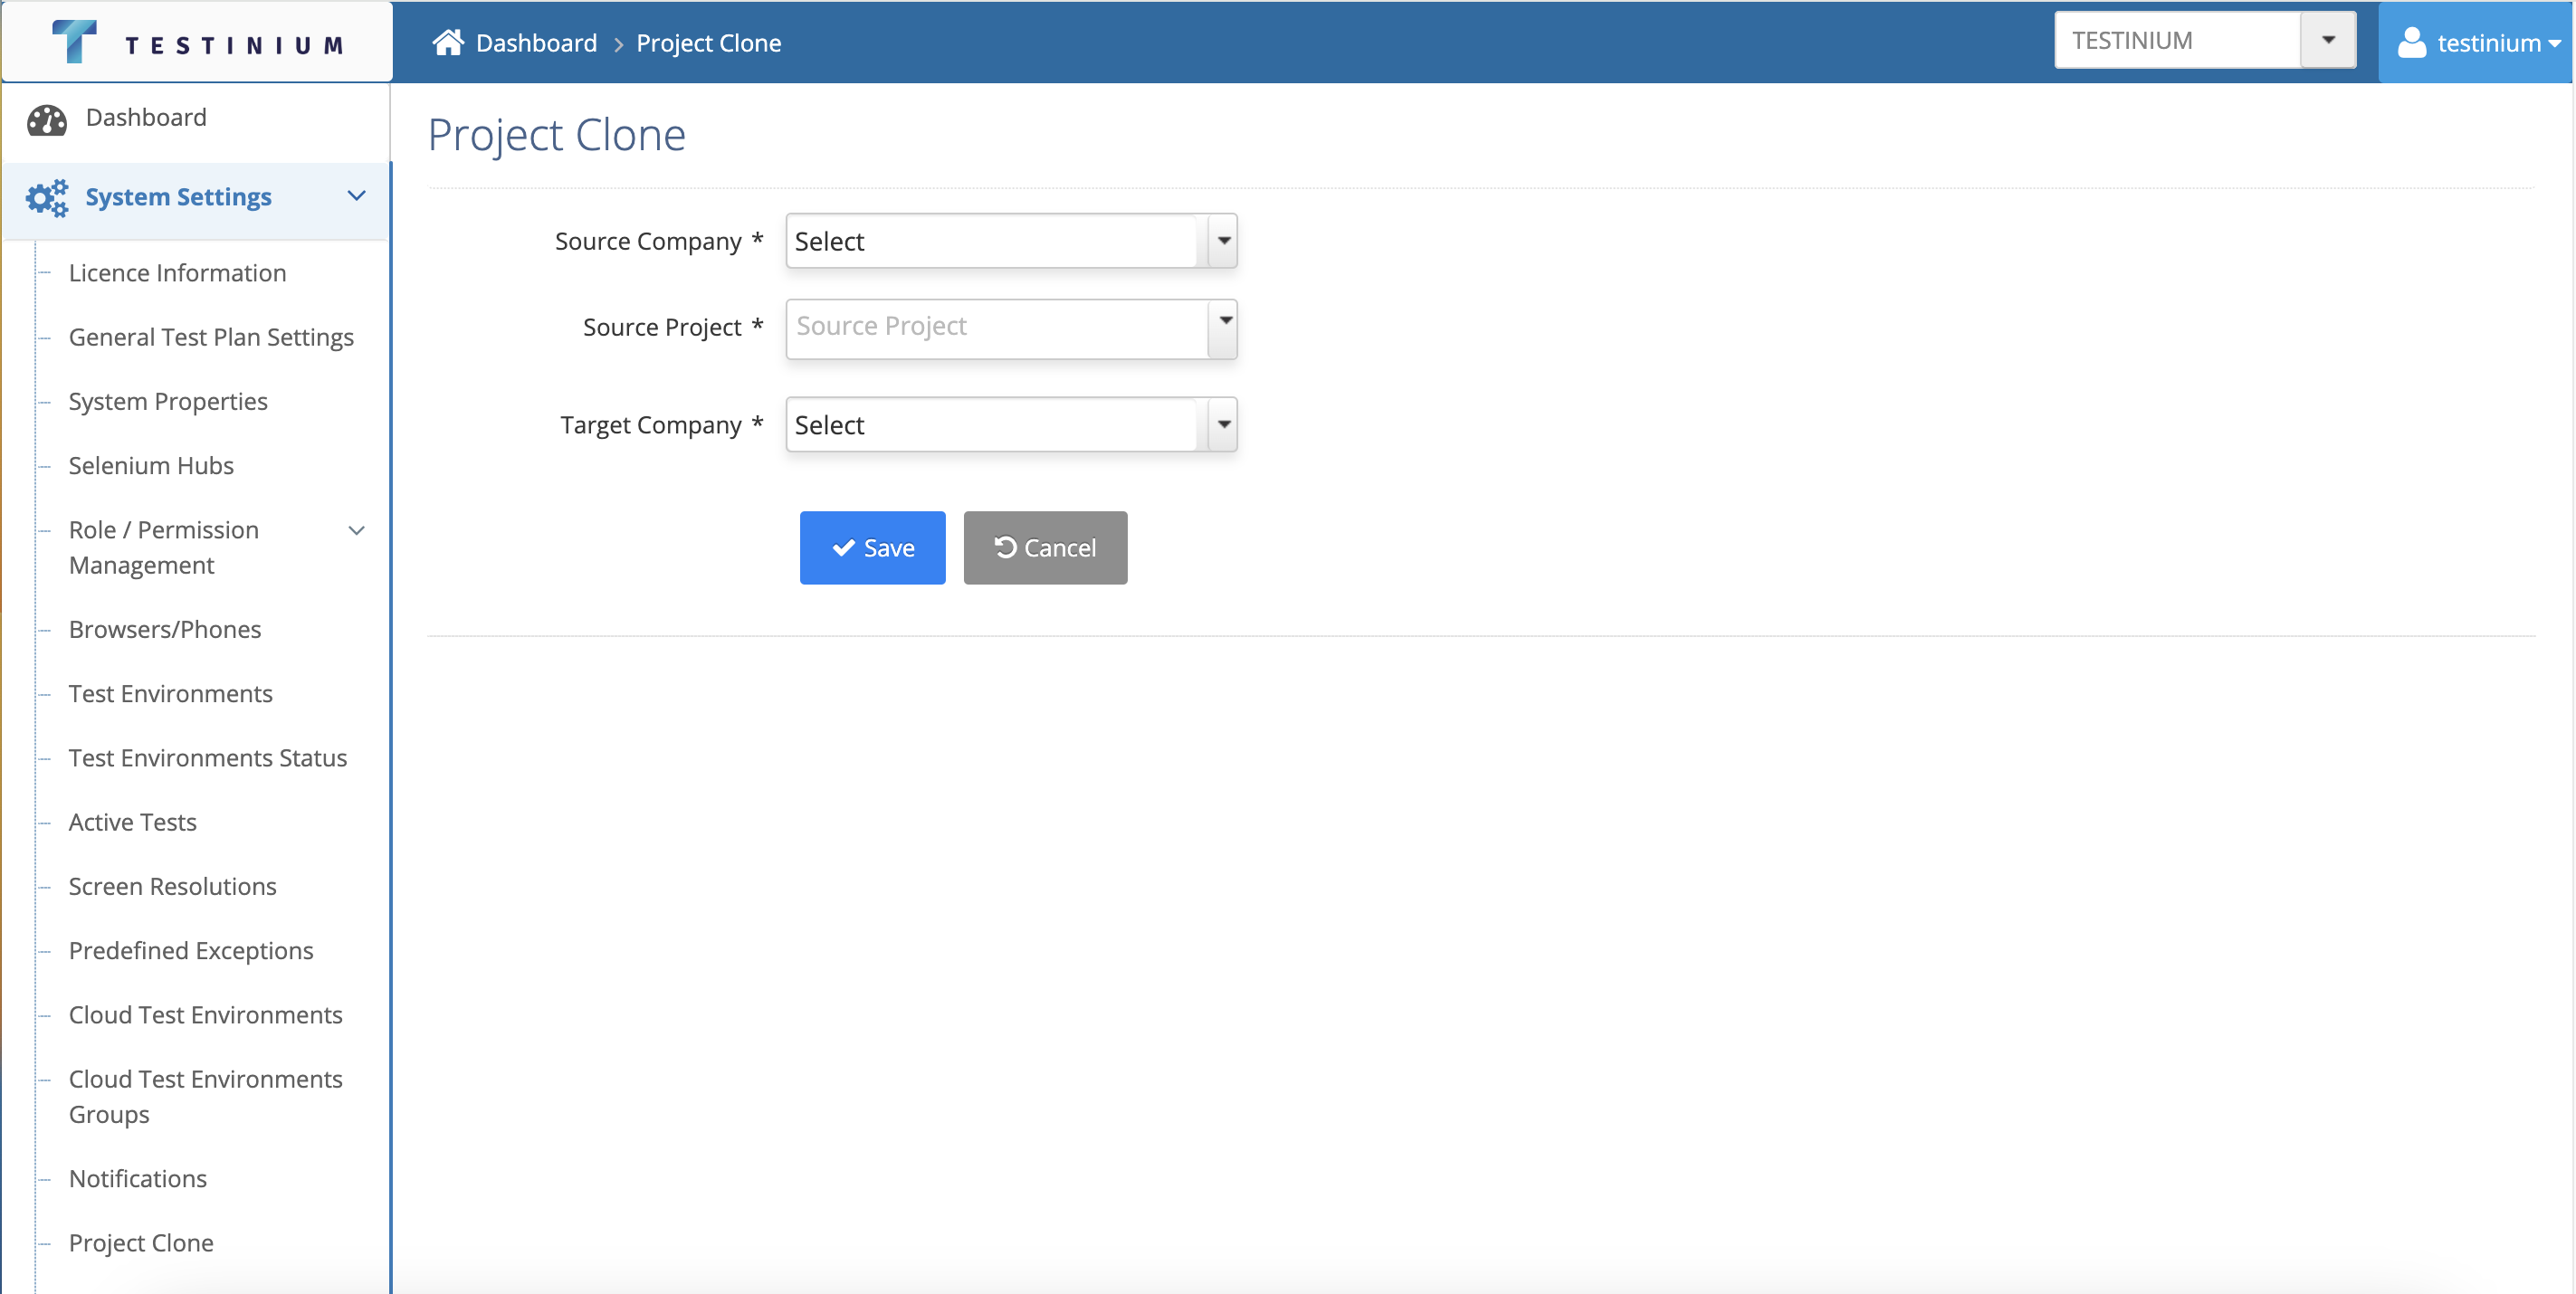 TESTINIUM
Dashboard > Project Clone
TESTINIUM
testinium
Dashboard
System Settings
Licence Information
General Test Plan Settings
System Properties
Selenium Hubs
Role / Permission
Management
Browsers/Phones
Test Environments
Test Environments Status
Active Tests
Screen Resolutions
Predefined Exceptions
Cloud Test Environments
Cloud Test Environments
Groups
Notifications
Project Clone
Project Clone
Source Company * Select
Source Project * Source Project
Target Company * Select
Save Cancel